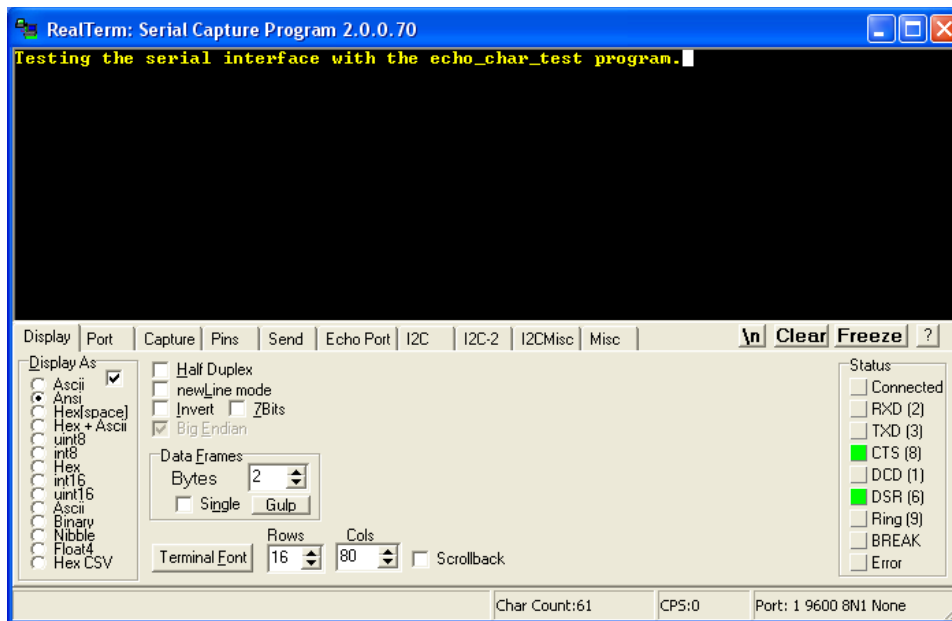 RealTerm: Serial Capture Program 2.0.0.70
Testing the serial interface with the echo_char_test program.
Display Port Capture Pins Send Echo Port I2C I2C-2 I2CMisc Misc \n Clear Freeze ?
Display As
Ascii
Ansi
Hex[space]
Hex + Ascii
uint8
int8
Hex
int16
uint16
Ascii
Binary
Nibble
Float4
Hex CSV
Half Duplex
newLine mode
Invert 7Bits
Big Endian
Data Frames
Bytes 2
Single Gulp
Rows Cols
Terminal Font 16 80 Scrollback
Status
Connected
RXD (2)
TXD (3)
CTS (8)
DCD (1)
DSR (6)
Ring (9)
BREAK
Error
Char Count:61 CPS:0 Port: 1 9600 8N1 None